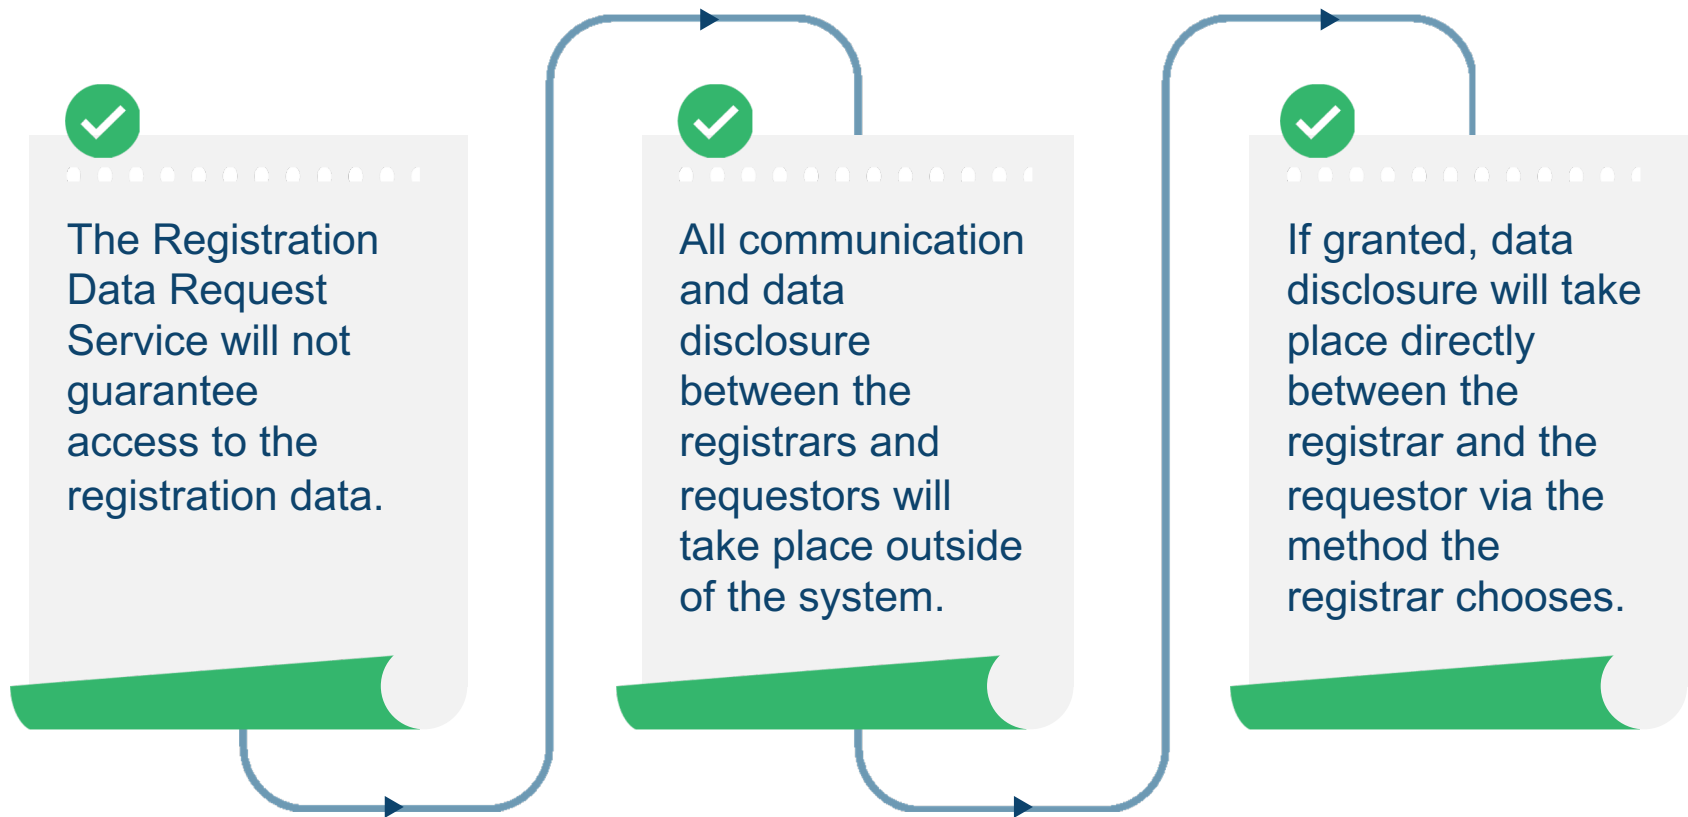 The Registration
Data Request
Service will not
guarantee
access to the
registration data.
All communication
and data
disclosure
between the
registrars and
requestors will
take place outside
of the system.
If granted, data
disclosure will take
place directly
between the
registrar and the
requestor via the
method the
registrar chooses.